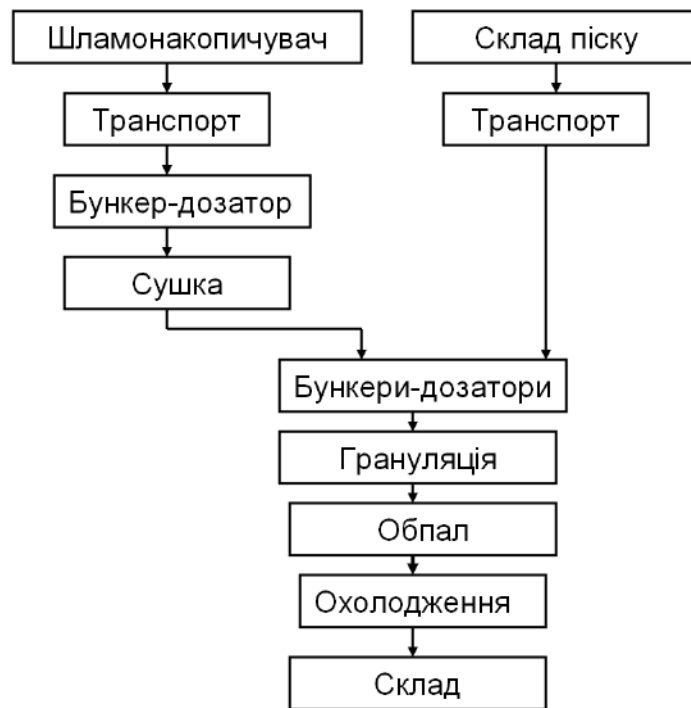 Шламонакопичувач
Склад піску
Транспорт
Транспорт
Бункер-дозатор
Сушка
Бункери-дозатори
Грануляція
Обпал
Охолодження
Склад